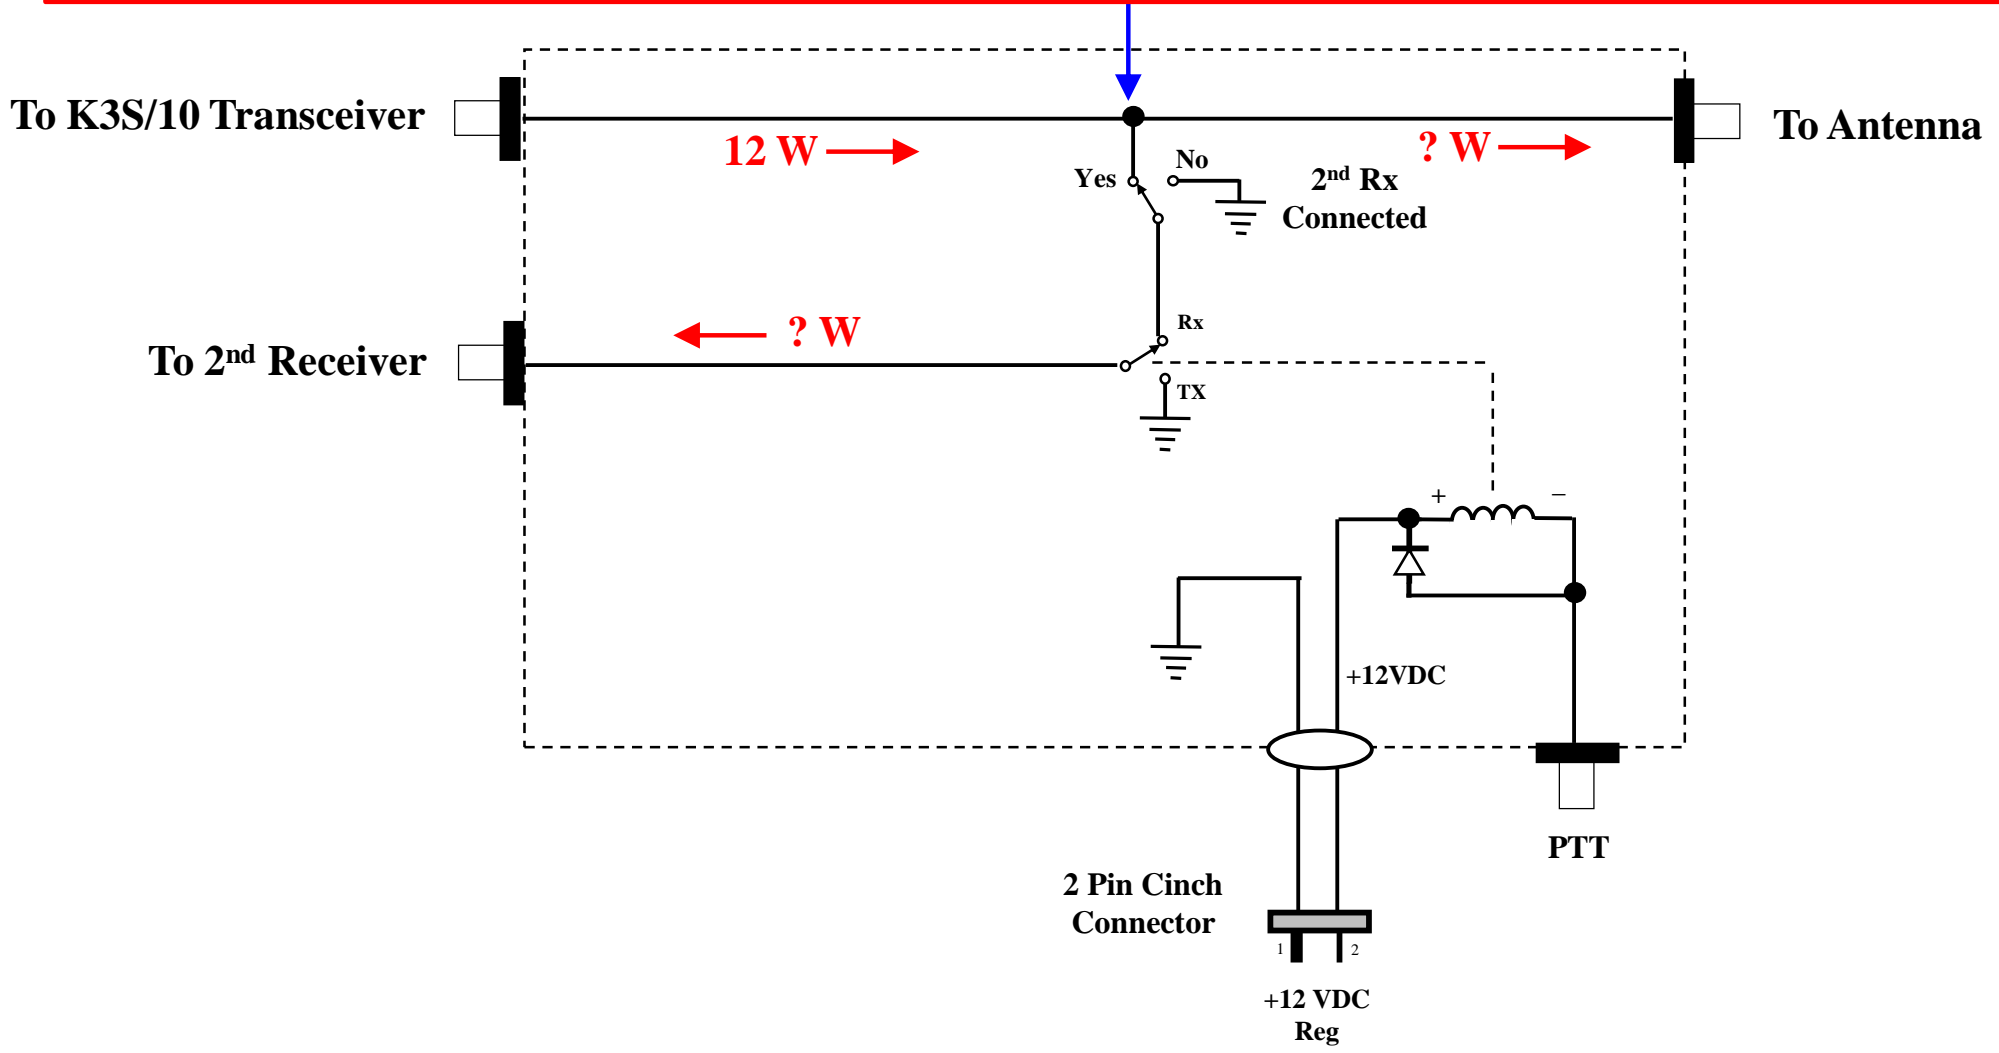 To K3S/10 Transceiver
To Antenna
12 W
? W
No
Yes
2nd Rx
Connected
Rx
? W
To 2nd Receiver
TX
+
–
+12VDC
PTT
2 Pin Cinch
Connector
1
2
+12 VDC
Reg